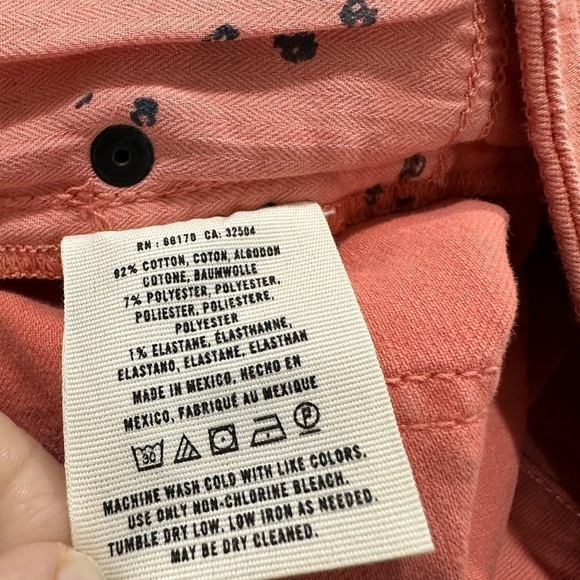 RN : 66170 CA: 32504
92% COTTON, COTON, ALGODON
COTONE, BAUMWOLLE
7% POLYESTER, POLYESTER,
POLIESTER, POLIESTERE,
POLYESTER
1% ELASTANE, ÉLASTHANNE,
ELASTANO, ELASTANE, ELASTHAN
MADE IN MEXICO, HECHO EN
MEXICO, FABRIQUÉ AU MEXIQUE
MACHINE WASH COLD WITH LIKE COLORS.
USE ONLY NON-CHLORINE BLEACH.
TUMBLE DRY LOW. LOW IRON AS NEEDED.
MAY BE DRY CLEANED.